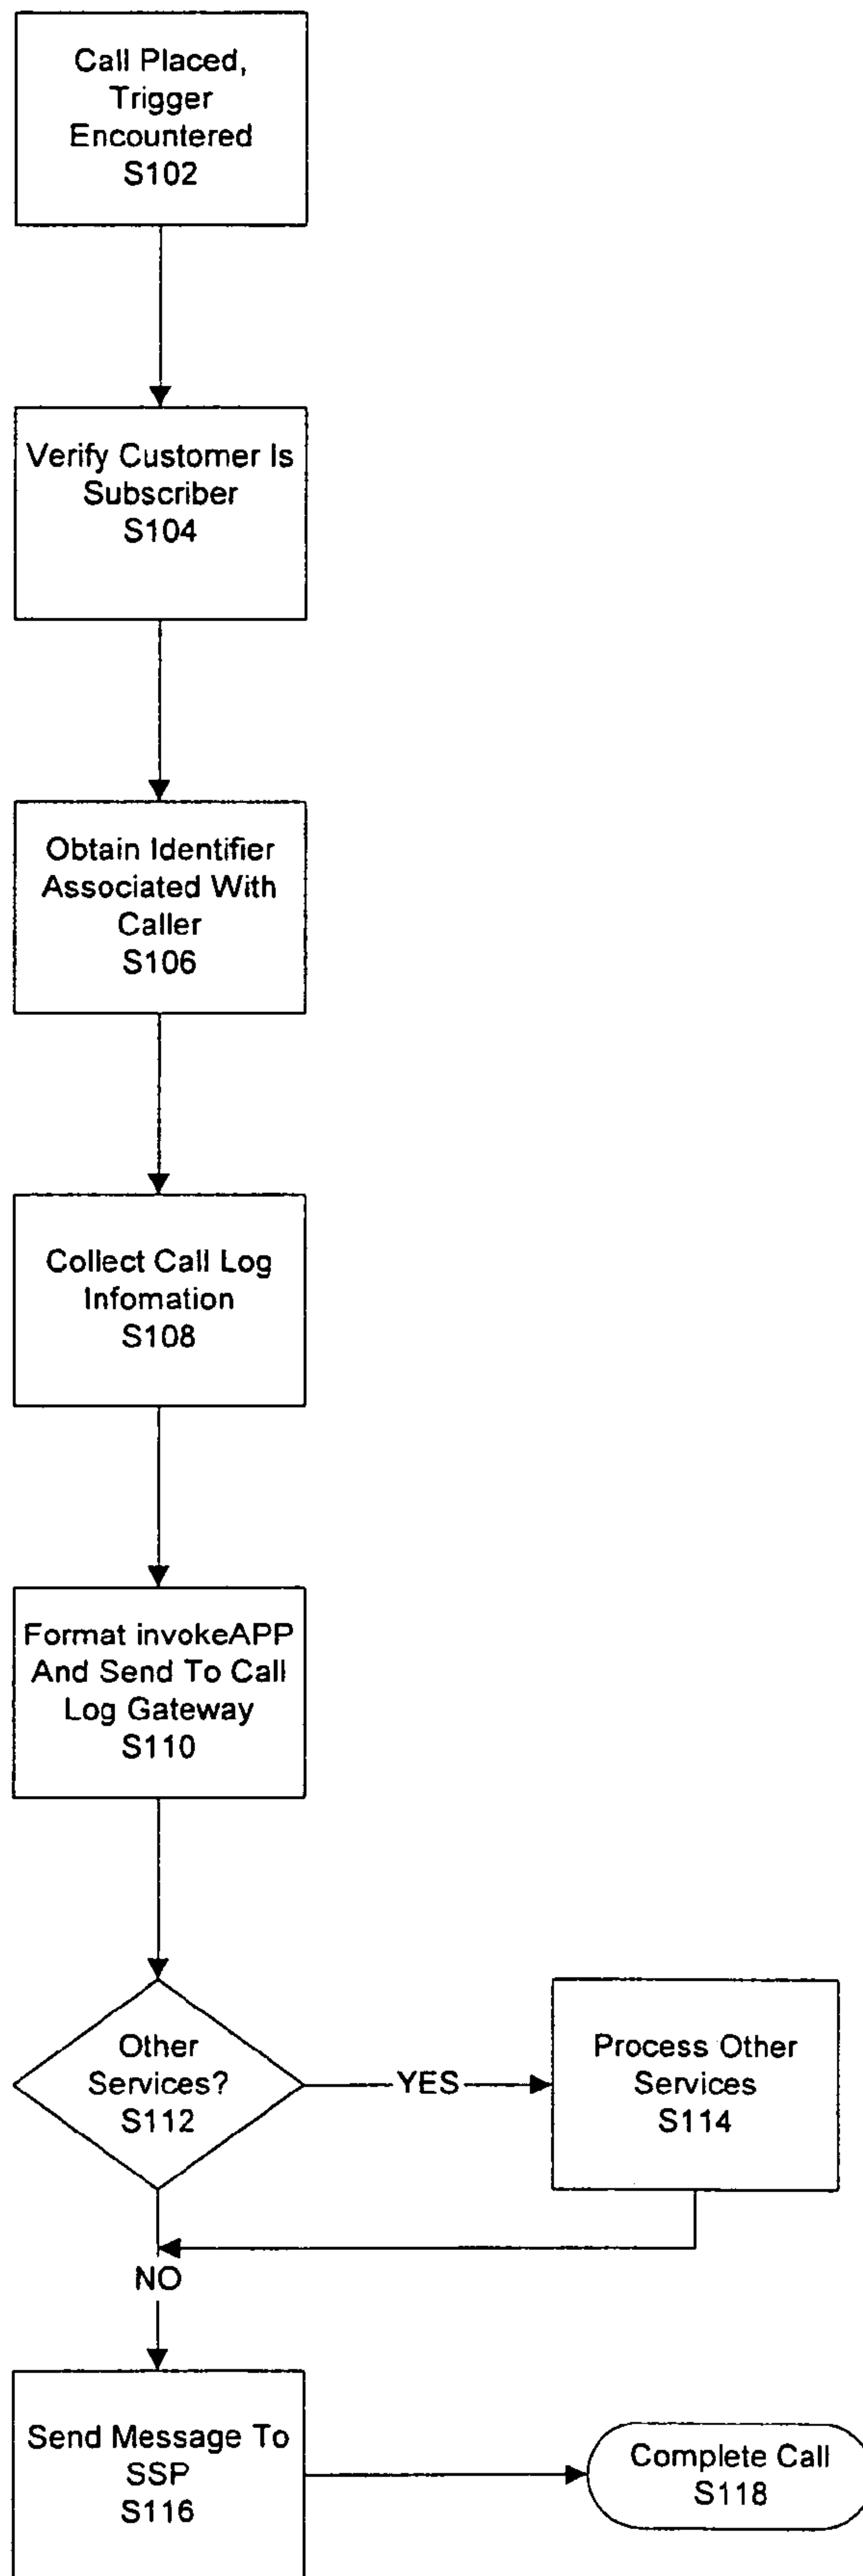 Call Placed,
Trigger
Encountered
S102
Verify Customer Is
Subscriber
S104
Obtain Identifier
Associated With
Caller
S106
Collect Call Log
Infomation
S108
Format invokeAPP
And Send To Call
Log Gateway
S110
Other
Services?
S112
YES
Process Other
Services
S114
NO
Send Message To
SSP
S116
Complete Call
S118